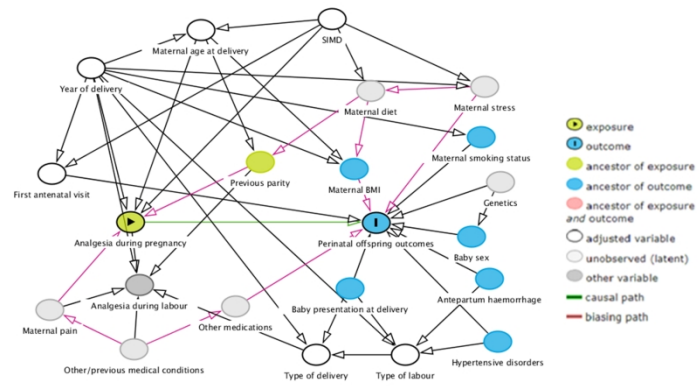 SIMD
Maternal age at delivery
Year of delivery
Maternal diet
Maternal stress
Maternal smoking status
Previous parity
Maternal BMI
First antenatal visit
Genetics
Analgesia during pregnancy
Perinatal offspring outcomes
Baby sex
Analgesia during labour
Baby presentation at delivery
Antepartum haemorrhage
Maternal pain
Other medications
Other/previous medical conditions
Type of delivery
Type of labour
Hypertensive disorders
exposure
outcome
ancestor of exposure
ancestor of outcome
ancestor of exposure
and outcome
adjusted variable
unobserved (latent)
other variable
causal path
biasing path